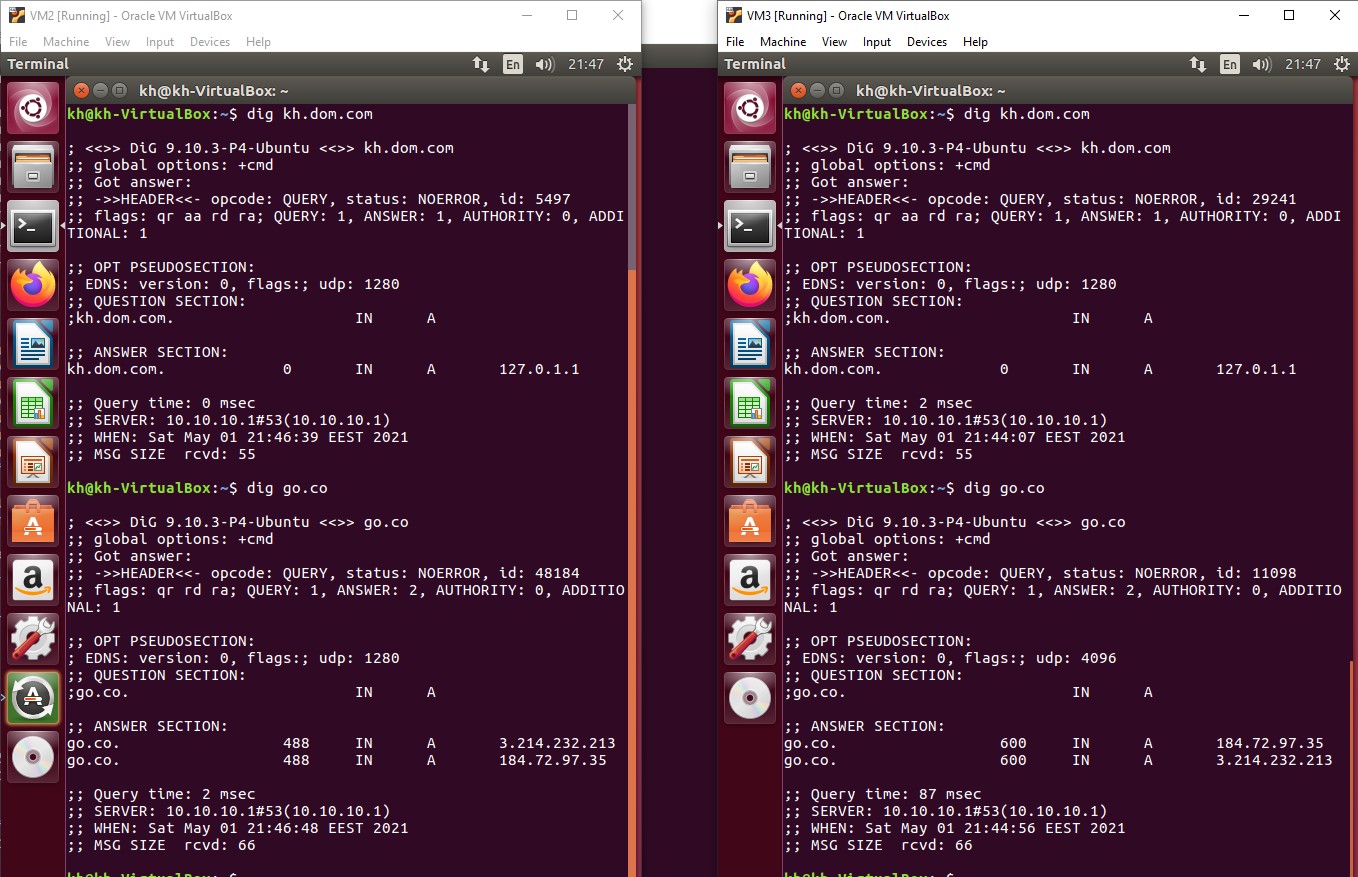 VM2 [Running] - Oracle VM VirtualBox
File Machine View Input Devices Help
Terminal En 21:47
kh@kh-VirtualBox: ~
kh@kh-VirtualBox:~$ dig kh.dom.com
; <<>> DiG 9.10.3-P4-Ubuntu <<>> kh.dom.com
;; global options: +cmd
;; Got answer:
;; ->>HEADER<<- opcode: QUERY, status: NOERROR, id: 5497
;; flags: qr aa rd ra; QUERY: 1, ANSWER: 1, AUTHORITY: 0, ADDI
TIONAL: 1
;; OPT PSEUDOSECTION:
; EDNS: version: 0, flags:; udp: 1280
;; QUESTION SECTION:
;kh.dom.com. IN A
;; ANSWER SECTION:
kh.dom.com. 0 IN A 127.0.1.1
;; Query time: 0 msec
;; SERVER: 10.10.10.1#53(10.10.10.1)
;; WHEN: Sat May 01 21:46:39 EEST 2021
;; MSG SIZE rcvd: 55
kh@kh-VirtualBox:~$ dig go.co
; <<>> DiG 9.10.3-P4-Ubuntu <<>> go.co
;; global options: +cmd
;; Got answer:
;; ->>HEADER<<- opcode: QUERY, status: NOERROR, id: 48184
;; flags: qr rd ra; QUERY: 1, ANSWER: 2, AUTHORITY: 0, ADDITIO
NAL: 1
;; OPT PSEUDOSECTION:
; EDNS: version: 0, flags:; udp: 1280
;; QUESTION SECTION:
;go.co. IN A
;; ANSWER SECTION:
go.co. 488 IN A 3.214.232.213
go.co. 488 IN A 184.72.97.35
;; Query time: 2 msec
;; SERVER: 10.10.10.1#53(10.10.10.1)
;; WHEN: Sat May 01 21:46:48 EEST 2021
;; MSG SIZE rcvd: 66
kh@kh-VirtualBox:~$
VM3 [Running] - Oracle VM VirtualBox
File Machine View Input Devices Help
Terminal En 21:47
kh@kh-VirtualBox: ~
kh@kh-VirtualBox:~$ dig kh.dom.com
; <<>> DiG 9.10.3-P4-Ubuntu <<>> kh.dom.com
;; global options: +cmd
;; Got answer:
;; ->>HEADER<<- opcode: QUERY, status: NOERROR, id: 29241
;; flags: qr aa rd ra; QUERY: 1, ANSWER: 1, AUTHORITY: 0, ADDI
TIONAL: 1
;; OPT PSEUDOSECTION:
; EDNS: version: 0, flags:; udp: 1280
;; QUESTION SECTION:
;kh.dom.com. IN A
;; ANSWER SECTION:
kh.dom.com. 0 IN A 127.0.1.1
;; Query time: 2 msec
;; SERVER: 10.10.10.1#53(10.10.10.1)
;; WHEN: Sat May 01 21:44:07 EEST 2021
;; MSG SIZE rcvd: 55
kh@kh-VirtualBox:~$ dig go.co
; <<>> DiG 9.10.3-P4-Ubuntu <<>> go.co
;; global options: +cmd
;; Got answer:
;; ->>HEADER<<- opcode: QUERY, status: NOERROR, id: 11098
;; flags: qr rd ra; QUERY: 1, ANSWER: 2, AUTHORITY: 0, ADDITIO
NAL: 1
;; OPT PSEUDOSECTION:
; EDNS: version: 0, flags:; udp: 4096
;; QUESTION SECTION:
;go.co. IN A
;; ANSWER SECTION:
go.co. 600 IN A 184.72.97.35
go.co. 600 IN A 3.214.232.213
;; Query time: 87 msec
;; SERVER: 10.10.10.1#53(10.10.10.1)
;; WHEN: Sat May 01 21:44:56 EEST 2021
;; MSG SIZE rcvd: 66
kh@kh-VirtualBox:~$